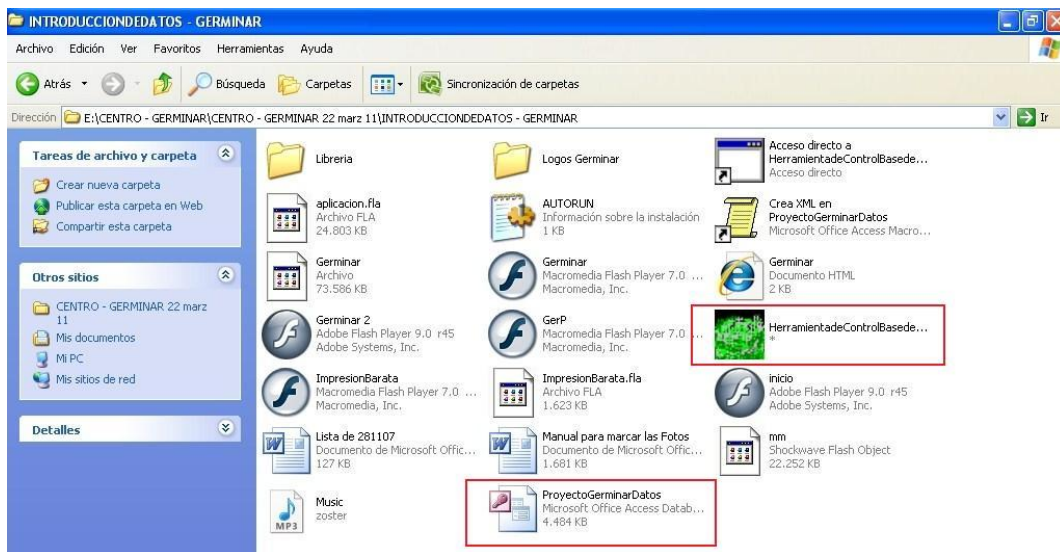 INTRODUCCIONDEDATOS - GERMINAR
Archivo Edición Ver Favoritos Herramientas Ayuda
Atrás Búsqueda Carpetas Sincronización de carpetas
Dirección E:\CENTRO - GERMINAR\CENTRO - GERMINAR 22 marz 11\INTRODUCCIONDEDATOS - GERMINAR Ir
Tareas de archivo y carpeta
Crear nueva carpeta
Publicar esta carpeta en Web
Compartir esta carpeta
Otros sitios
CENTRO - GERMINAR 22 marz
11
Mis documentos
Mi PC
Mis sitios de red
Detalles
Libreria
Logos Germinar
Acceso directo a
HerramientadeControlBasede...
Acceso directo
aplicacion.fla
Archivo FLA
24.803 KB
AUTORUN
Información sobre la instalación
1 KB
Crea XML en
ProyectoGerminarDatos
Microsoft Office Access Macro...
Germinar
Archivo
73.586 KB
Germinar
Macromedia Flash Player 7.0 ...
Macromedia, Inc.
Germinar
Documento HTML
2 KB
Germinar 2
Adobe Flash Player 9.0 r45
Adobe Systems, Inc.
GerP
Macromedia Flash Player 7.0 ...
Macromedia, Inc.
HerramientadeControlBasede...
*
ImpresionBarata
Macromedia Flash Player 7.0 ...
Macromedia, Inc.
ImpresionBarata.fla
Archivo FLA
1.623 KB
inicio
Adobe Flash Player 9.0 r45
Adobe Systems, Inc.
Lista de 281107
Documento de Microsoft Offic...
127 KB
Manual para marcar las Fotos
Documento de Microsoft Offic...
1.681 KB
mm
Shockwave Flash Object
22.252 KB
MP3
Music
zoster
ProyectoGerminarDatos
Microsoft Office Access Datab...
4.484 KB